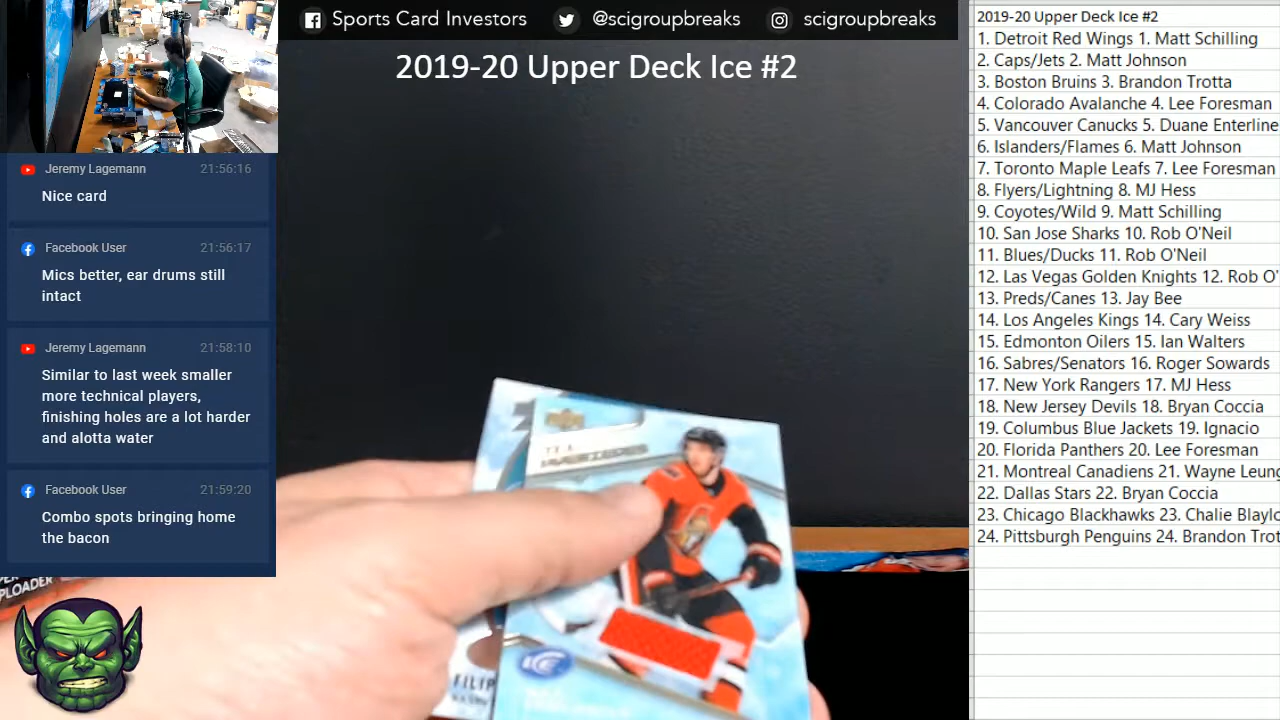 Sports Card Investors
@scigroupbreaks
scigroupbreaks
2019-20 Upper Deck Ice #2
Jeremy Lagemann 21:56:16
Nice card
Facebook User 21:56:17
Mics better, ear drums still
intact
Jeremy Lagemann 21:58:10
Similar to last week smaller
more technical players,
finishing holes are a lot harder
and alotta water
Facebook User 21:59:20
Combo spots bringing home
the bacon
PLOADER
FILIP
ICE
2019-20 Upper Deck Ice #2
1. Detroit Red Wings 1. Matt Schilling
2. Caps/Jets 2. Matt Johnson
3. Boston Bruins 3. Brandon Trotta
4. Colorado Avalanche 4. Lee Foresman
5. Vancouver Canucks 5. Duane Enterline
6. Islanders/Flames 6. Matt Johnson
7. Toronto Maple Leafs 7. Lee Foresman
8. Flyers/Lightning 8. MJ Hess
9. Coyotes/Wild 9. Matt Schilling
10. San Jose Sharks 10. Rob O'Neil
11. Blues/Ducks 11. Rob O'Neil
12. Las Vegas Golden Knights 12. Rob O'
13. Preds/Canes 13. Jay Bee
14. Los Angeles Kings 14. Cary Weiss
15. Edmonton Oilers 15. Ian Walters
16. Sabres/Senators 16. Roger Sowards
17. New York Rangers 17. MJ Hess
18. New Jersey Devils 18. Bryan Coccia
19. Columbus Blue Jackets 19. Ignacio
20. Florida Panthers 20. Lee Foresman
21. Montreal Canadiens 21. Wayne Leung
22. Dallas Stars 22. Bryan Coccia
23. Chicago Blackhawks 23. Chalie Blaylo
24. Pittsburgh Penguins 24. Brandon Trot